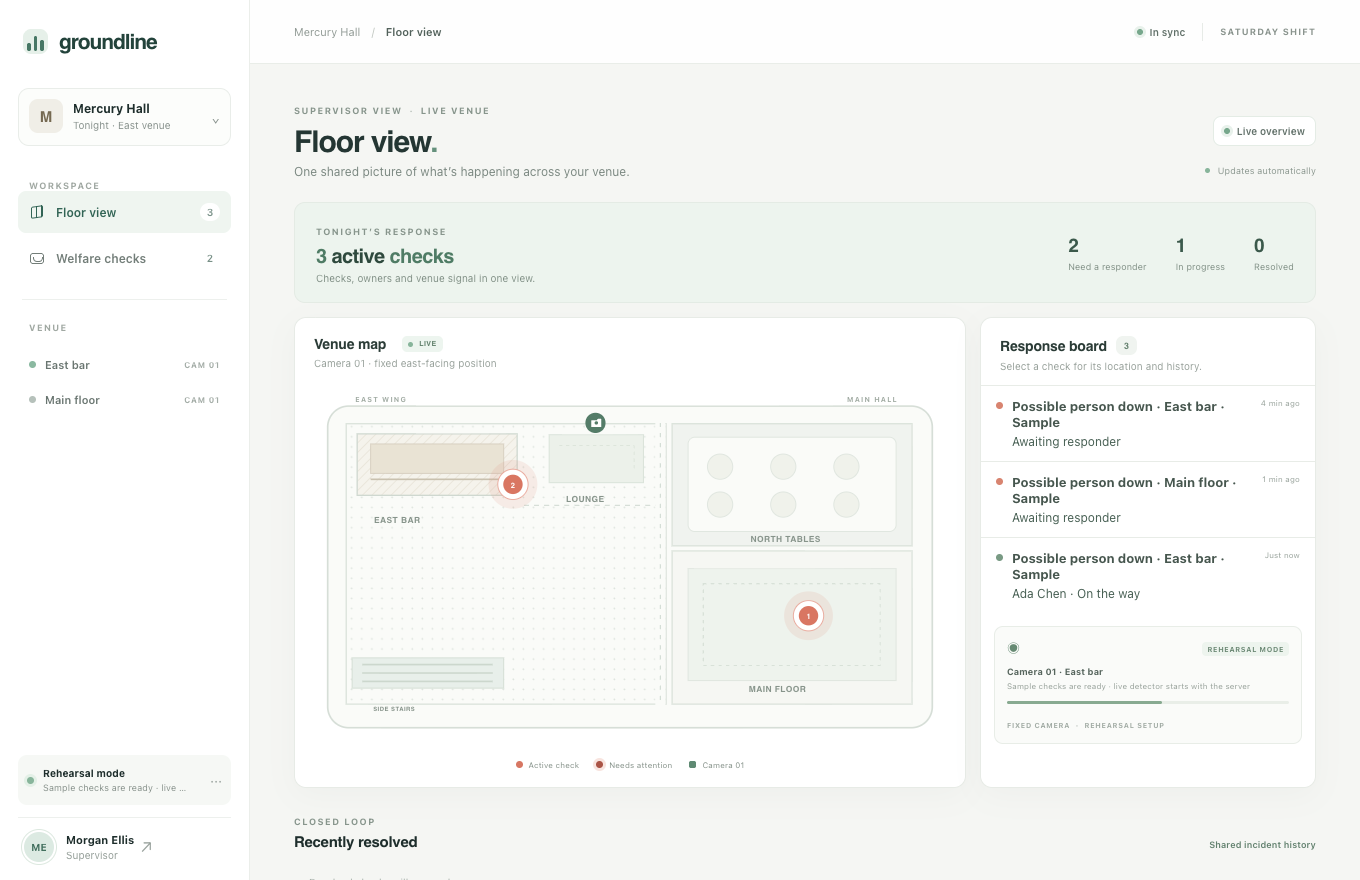 groundline
M
Mercury Hall
Tonight · East venue
WORKSPACE
Floor view
3
Welfare checks
2
VENUE
East bar
CAM 01
Main floor
CAM 01
Rehearsal mode
Sample checks are ready · live ...
ME
Morgan Ellis
Supervisor
Mercury Hall / Floor view
In sync
SATURDAY SHIFT
SUPERVISOR VIEW · LIVE VENUE
Floor view.
One shared picture of what's happening across your venue.
Live overview
Updates automatically
TONIGHT'S RESPONSE
3 active checks
Checks, owners and venue signal in one view.
2
Need a responder
1
In progress
0
Resolved
Venue map
LIVE
Camera 01 · fixed east-facing position
EAST WING
MAIN HALL
2
LOUNGE
EAST BAR
NORTH TABLES
1
MAIN FLOOR
SIDE STAIRS
Active check
Needs attention
Camera 01
Response board
3
Select a check for its location and history.
Possible person down · East bar ·
Sample
4 min ago
Awaiting responder
Possible person down · Main floor ·
Sample
1 min ago
Awaiting responder
Possible person down · East bar ·
Sample
Just now
Ada Chen · On the way
REHEARSAL MODE
Camera 01 · East bar
Sample checks are ready · live detector starts with the server
FIXED CAMERA · REHEARSAL SETUP
CLOSED LOOP
Recently resolved
Shared incident history